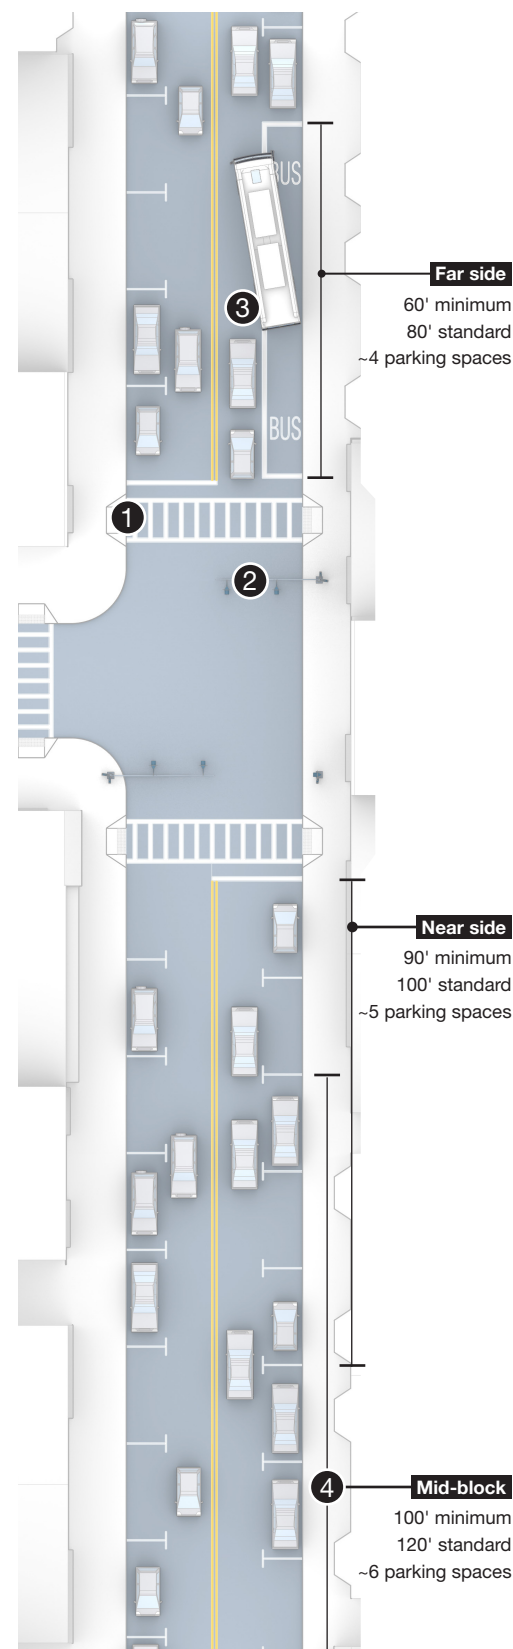 BUS
Far side
60' minimum
80' standard
~4 parking spaces
3
BUS
1
2
Near side
90' minimum
100' standard
~5 parking spaces
4
Mid-block
100' minimum
120' standard
~6 parking spaces